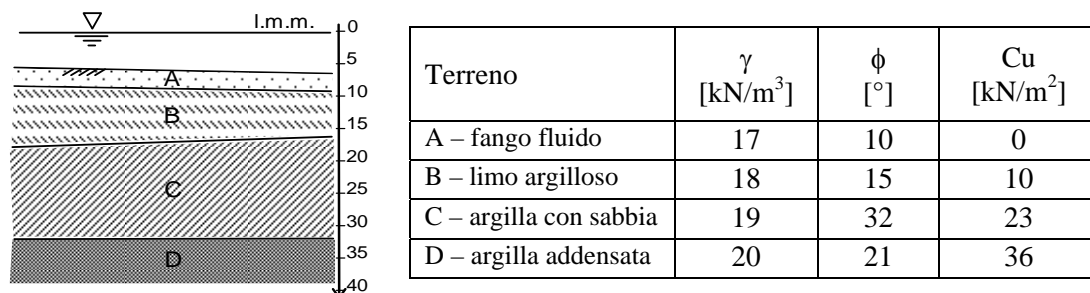 l.m.m.
0
5
10
15
20
25
30
35
40
A
B
C
D
Terreno γ [kN/m³] ϕ [°] Cu [kN/m²]
A – fango fluido 17 10 0
B – limo argilloso 18 15 10
C – argilla con sabbia 19 32 23
D – argilla addensata 20 21 36